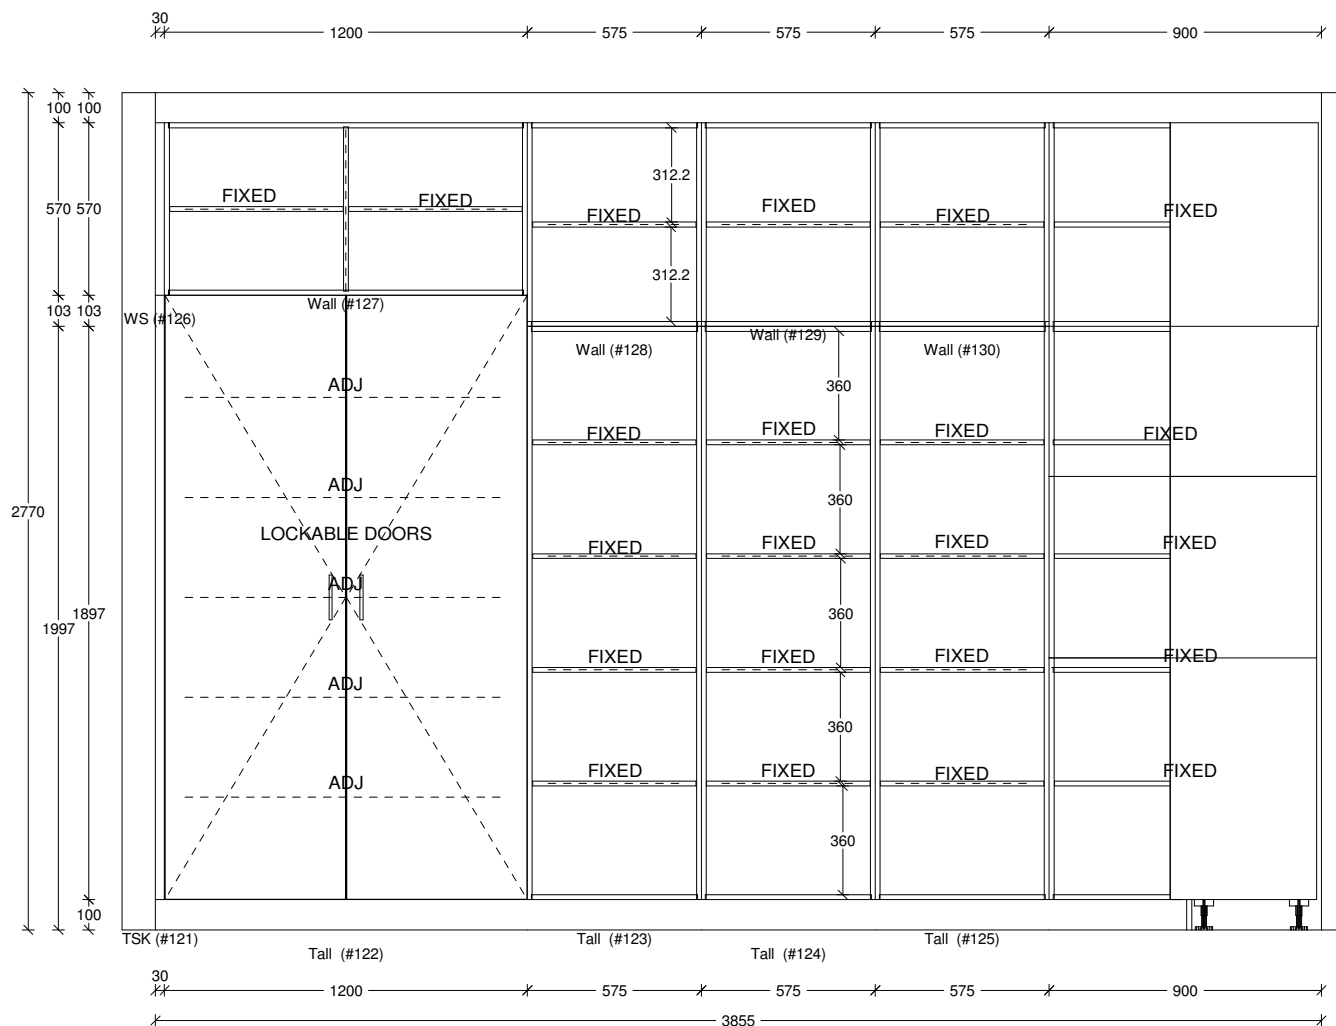 30
1200 575 575 575 900
100 100
570 570
103 103
2770
1997
1897
100
312.2
312.2
FIXED FIXED
FIXED FIXED FIXED FIXED
Wall (#127)
WS (#126)
Wall (#128) Wall (#129) Wall (#130)
ADJ
360
FIXED FIXED FIXED FIXED
ADJ
360
LOCKABLE DOORS
FIXED FIXED FIXED FIXED
ADJ
360
FIXED FIXED FIXED FIXED
ADJ
360
FIXED FIXED FIXED FIXED
ADJ
360
TSK (#121)
Tall (#122) Tall (#123) Tall (#124) Tall (#125)
30
1200 575 575 575 900
3855